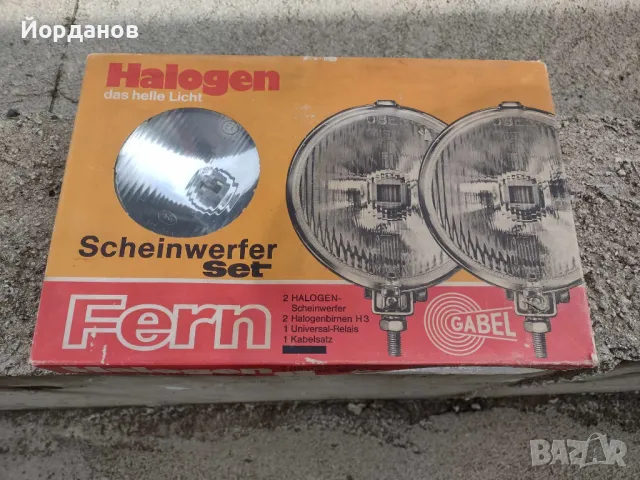 Йорданов
Halogen
das helle Licht
Scheinwerfer
Set
Fern
2 HALOGEN-
Scheinwerfer
2 Halogenbirnen H3
1 Universal-Relais
1 Kabelsatz
GABEL
BAZAR